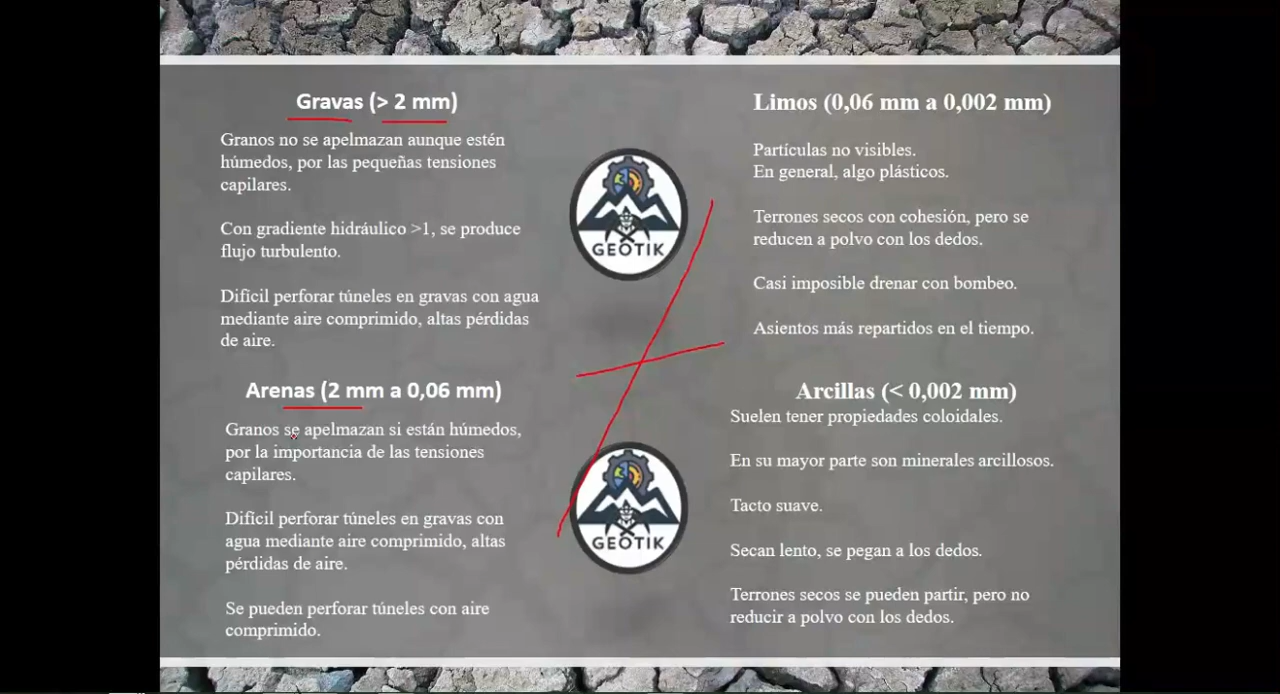 Gravas (> 2 mm)
Granos no se apelmazan aunque estén
húmedos, por las pequeñas tensiones
capilares.
Con gradiente hidráulico >1, se produce
flujo turbulento.
Difícil perforar túneles en gravas con agua
mediante aire comprimido, altas pérdidas
de aire.
Arenas (2 mm a 0,06 mm)
Granos se apelmazan si están húmedos,
por la importancia de las tensiones
capilares.
Difícil perforar túneles en gravas con
agua mediante aire comprimido, altas
pérdidas de aire.
Se pueden perforar túneles con aire
comprimido.
GEOTIK
GEOTIK
Limos (0,06 mm a 0,002 mm)
Partículas no visibles.
En general, algo plásticos.
Terrones secos con cohesión, pero se
reducen a polvo con los dedos.
Casi imposible drenar con bombeo.
Asientos más repartidos en el tiempo.
Arcillas (< 0,002 mm)
Suelen tener propiedades coloidales.
En su mayor parte son minerales arcillosos.
Tacto suave.
Secan lento, se pegan a los dedos.
Terrones secos se pueden partir, pero no
reducir a polvo con los dedos.